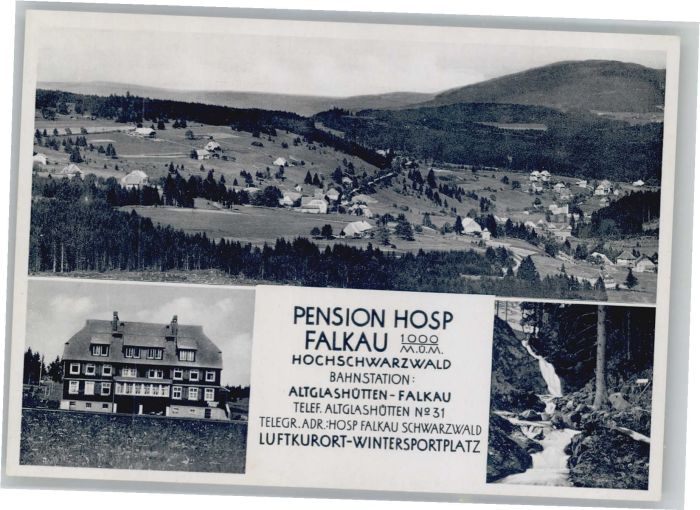 PENSION HOSP
FALKAU 1000 M.Ü.M.
HOCHSCHWARZWALD
BAHNSTATION:
ALTGLASHÜTTEN-FALKAU
TELEF. ALTGLASHÜTTEN № 31
TELEGR. ADR.: HOSP FALKAU SCHWARZWALD
LUFTKURORT-WINTERSPORTPLATZ